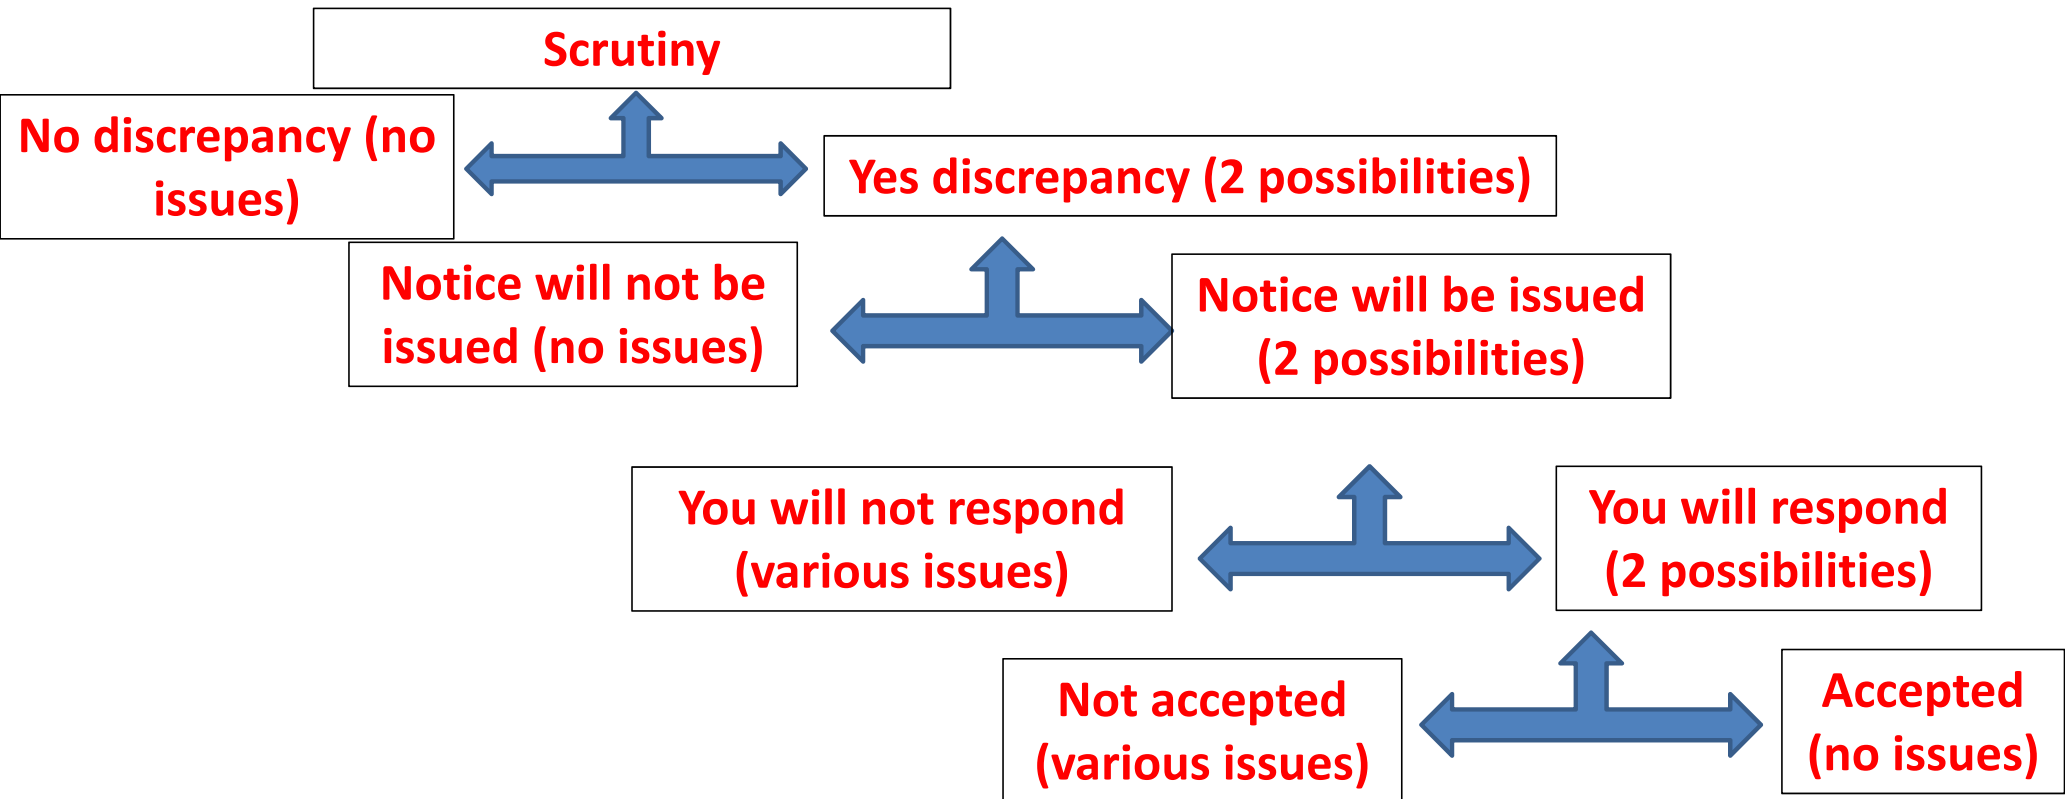 Scrutiny
No discrepancy (no
issues)
Yes discrepancy (2 possibilities)
Notice will not be
issued (no issues)
Notice will be issued
(2 possibilities)
You will not respond
(various issues)
You will respond
(2 possibilities)
Not accepted
(various issues)
Accepted
(no issues)